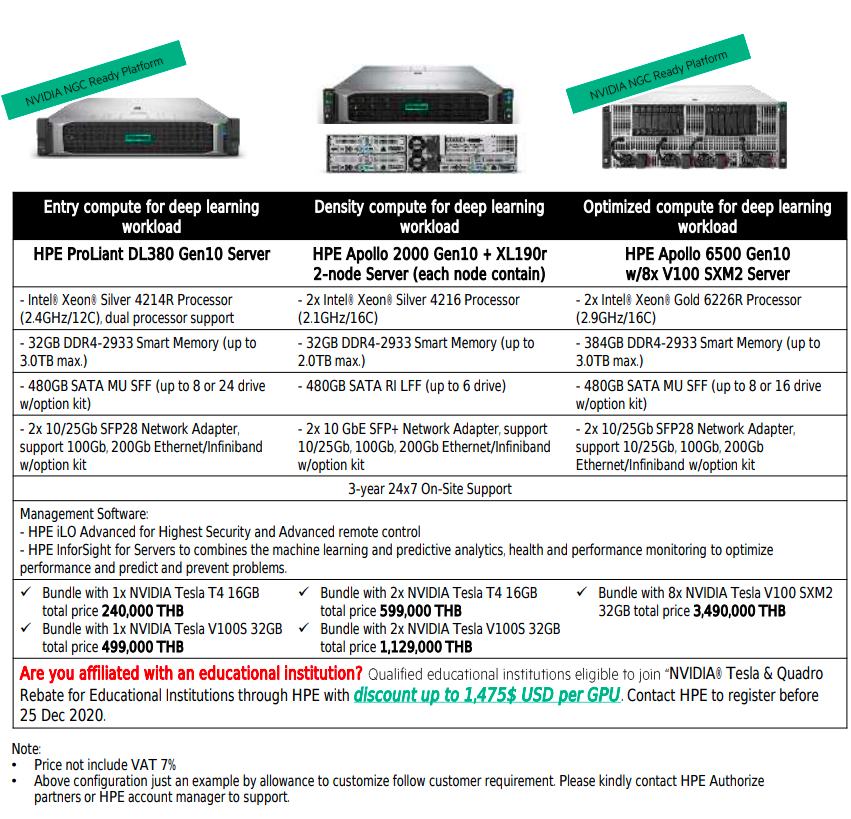 NVIDIA NGC Ready Platform
NVIDIA NGC Ready Platform
Entry compute for deep learning
workload
Density compute for deep learning
workload
Optimized compute for deep learning
workload
HPE ProLiant DL380 Gen10 Server
HPE Apollo 2000 Gen10 + XL190r
2-node Server (each node contain)
HPE Apollo 6500 Gen10
w/8x V100 SXM2 Server
- Intel® Xeon® Silver 4214R Processor
(2.4GHz/12C), dual processor support
- 2x Intel® Xeon® Silver 4216 Processor
(2.1GHz/16C)
- 2x Intel® Xeon® Gold 6226R Processor
(2.9GHz/16C)
- 32GB DDR4-2933 Smart Memory (up to
3.0TB max.)
- 32GB DDR4-2933 Smart Memory (up to
2.0TB max.)
- 384GB DDR4-2933 Smart Memory (up to
3.0TB max.)
- 480GB SATA MU SFF (up to 8 or 24 drive
w/option kit)
- 480GB SATA RI LFF (up to 6 drive)
- 480GB SATA MU SFF (up to 8 or 16 drive
w/option kit)
- 2x 10/25Gb SFP28 Network Adapter,
support 100Gb, 200Gb Ethernet/Infiniband
w/option kit
- 2x 10 GbE SFP+ Network Adapter, support
10/25Gb, 100Gb, 200Gb Ethernet/Infiniband
w/option kit
- 2x 10/25Gb SFP28 Network Adapter,
support 10/25Gb, 100Gb, 200Gb
Ethernet/Infiniband w/option kit
3-year 24x7 On-Site Support
Management Software:
- HPE iLO Advanced for Highest Security and Advanced remote control
- HPE InforSight for Servers to combines the machine learning and predictive analytics, health and performance monitoring to optimize
performance and predict and prevent problems.
✓ Bundle with 1x NVIDIA Tesla T4 16GB
total price 240,000 THB
✓ Bundle with 1x NVIDIA Tesla V100S 32GB
total price 499,000 THB
✓ Bundle with 2x NVIDIA Tesla T4 16GB
total price 599,000 THB
✓ Bundle with 2x NVIDIA Tesla V100S 32GB
total price 1,129,000 THB
✓ Bundle with 8x NVIDIA Tesla V100 SXM2
32GB total price 3,490,000 THB
Are you affiliated with an educational institution? Qualified educational institutions eligible to join "NVIDIA® Tesla & Quadro
Rebate for Educational Institutions through HPE with discount up to 1,475$ USD per GPU. Contact HPE to register before
25 Dec 2020.
Note:
• Price not include VAT 7%
• Above configuration just an example by allowance to customize follow customer requirement. Please kindly contact HPE Authorize
partners or HPE account manager to support.